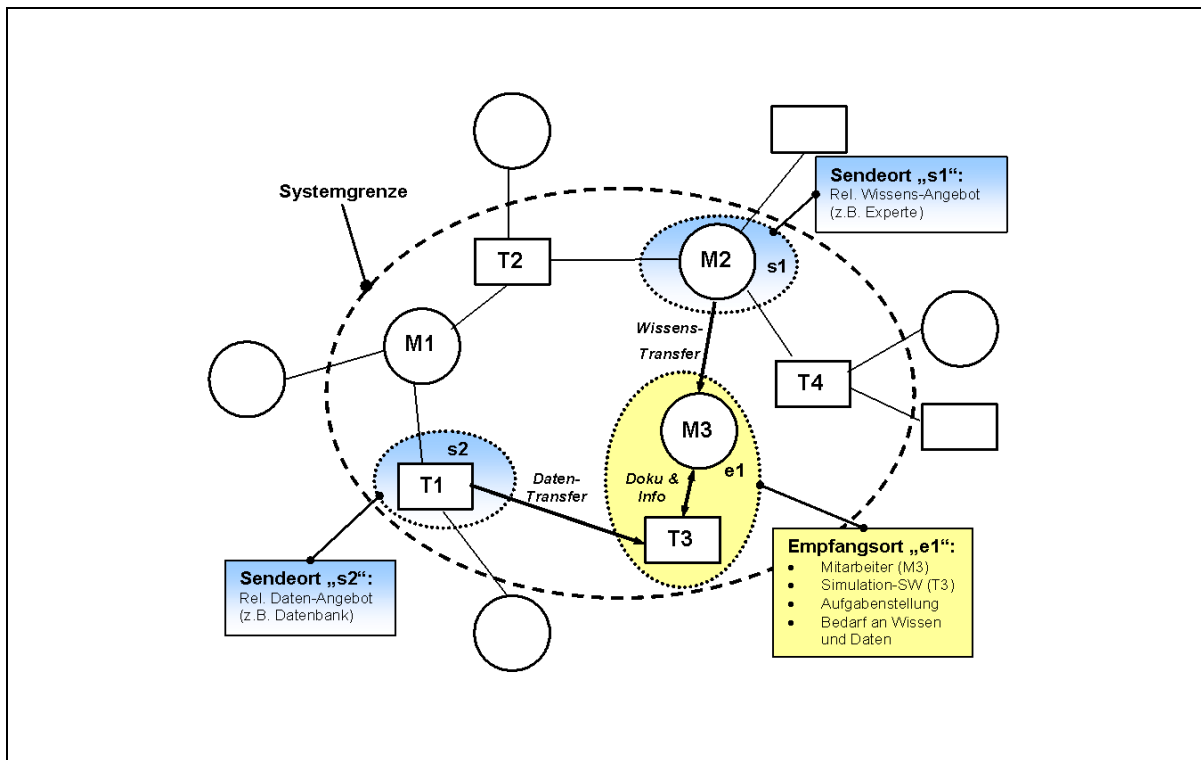 Systemgrenze
Sendeort „s1“:
Rel. Wissens-Angebot
(z.B. Experte)
T2
M2
s1
M1
Wissens-
Transfer
T4
M3
s2
T1
Daten-
Transfer
Doku &
Info
e1
T3
Sendeort „s2“:
Rel. Daten-Angebot
(z.B. Datenbank)
Empfangsort „e1“:
• Mitarbeiter (M3)
• Simulation-SW (T3)
• Aufgabenstellung
• Bedarf an Wissen
und Daten